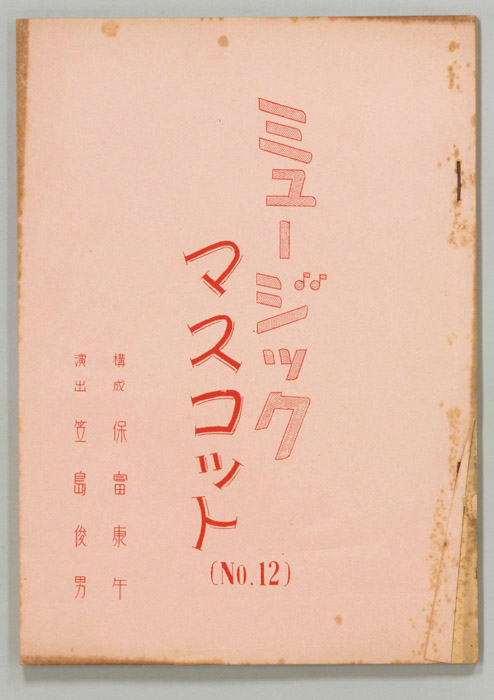 ミュージック
マスコット
(No.12)
構成 保富康午
演出 笠島俊男